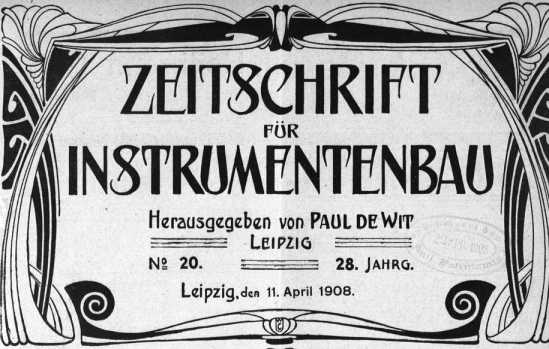 ZEITSCHRIFT
FÜR
INSTRUMENTENBAU
Herausgegeben von PAUL DE WIT
LEIPZIG
Nº 20. 28. JAHRG.
Leipzig, den 11. April 1908.